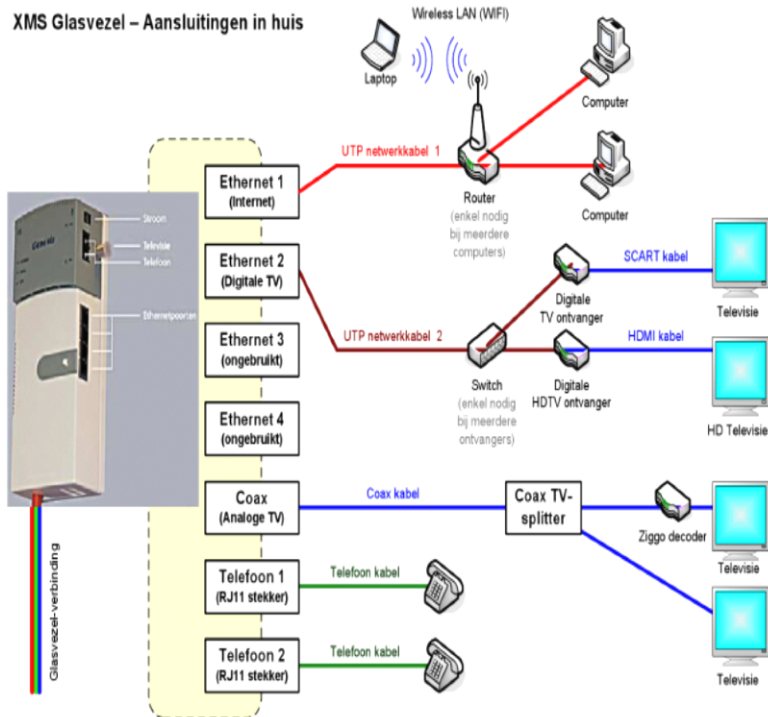 XMS Glasvezel – Aansluitingen in huis
Wireless LAN (WIFI)
Laptop
Computer
UTP netwerkkabel 1
Ethernet 1
(Internet)
Router
(enkel nodig
bij meerdere
computers)
Computer
Stroom
Televisie
Telefoon
Ethernetpoorten
Genexis
Ethernet 2
(Digitale TV)
SCART kabel
Digitale
TV ontvanger
Televisie
UTP netwerkkabel 2
HDMI kabel
Ethernet 3
(ongebruikt)
Switch
(enkel nodig
bij meerdere
ontvangers)
Digitale
HDTV ontvanger
HD Televisie
Ethernet 4
(ongebruikt)
Coax
(Analoge TV)
Coax kabel
Coax TV-
splitter
Ziggo decoder
Televisie
Glasvezel-verbinding
Telefoon 1
(RJ11 stekker)
Telefoon kabel
Televisie
Telefoon 2
(RJ11 stekker)
Telefoon kabel